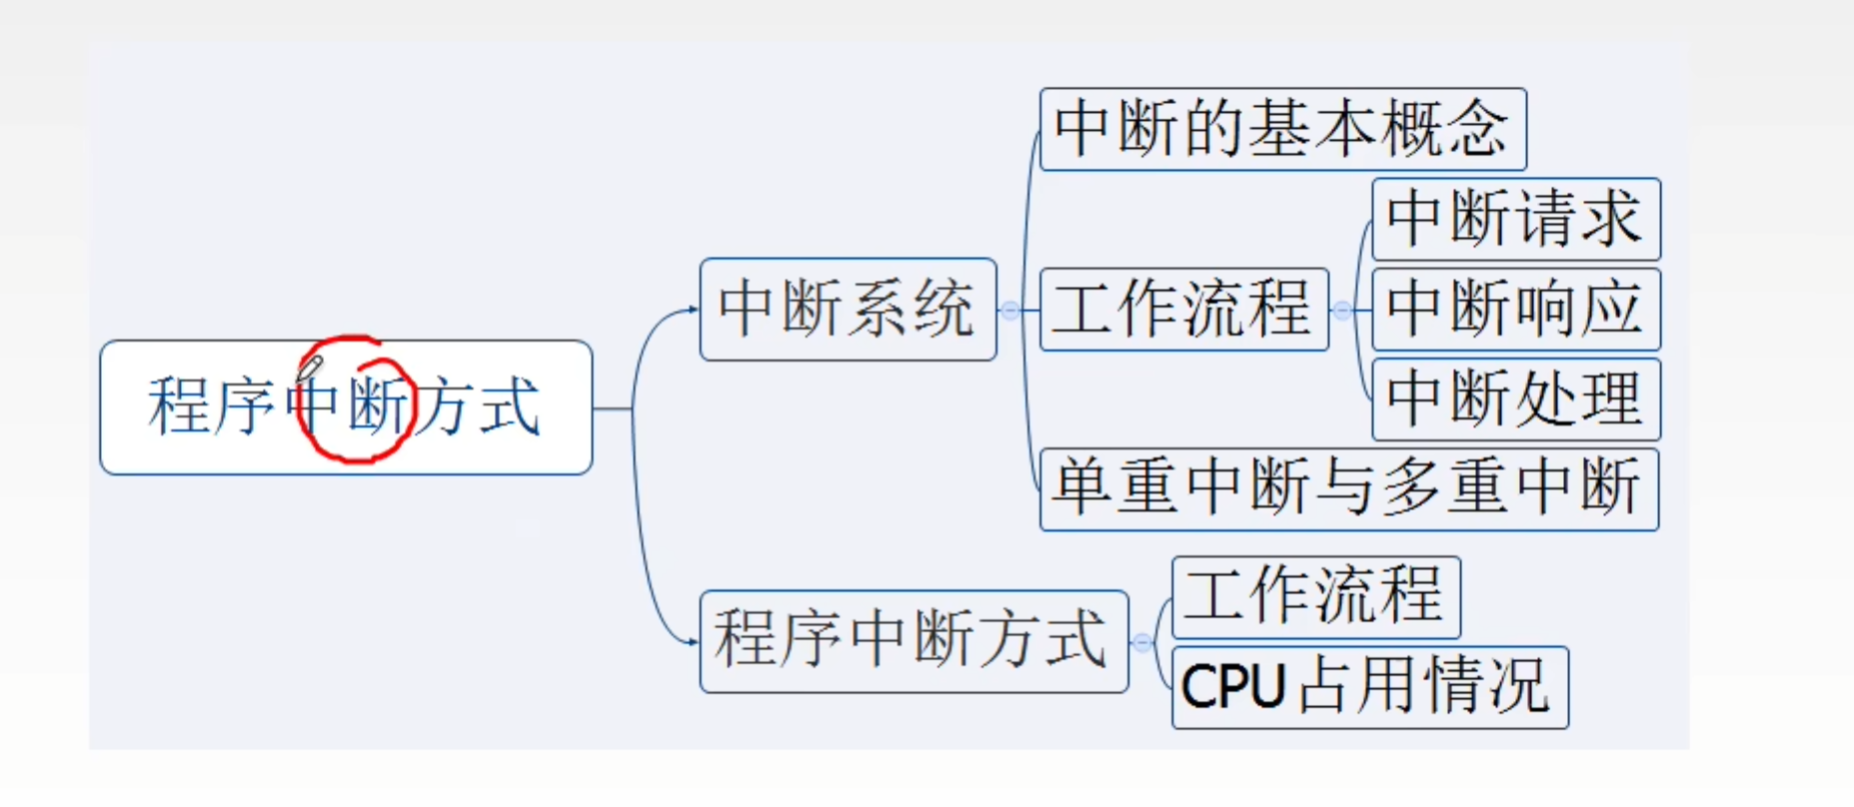 中断的基本概念
中断请求
中断系统
工作流程
中断响应
程序中断方式
中断处理
单重中断与多重中断
工作流程
程序中断方式
CPU占用情况